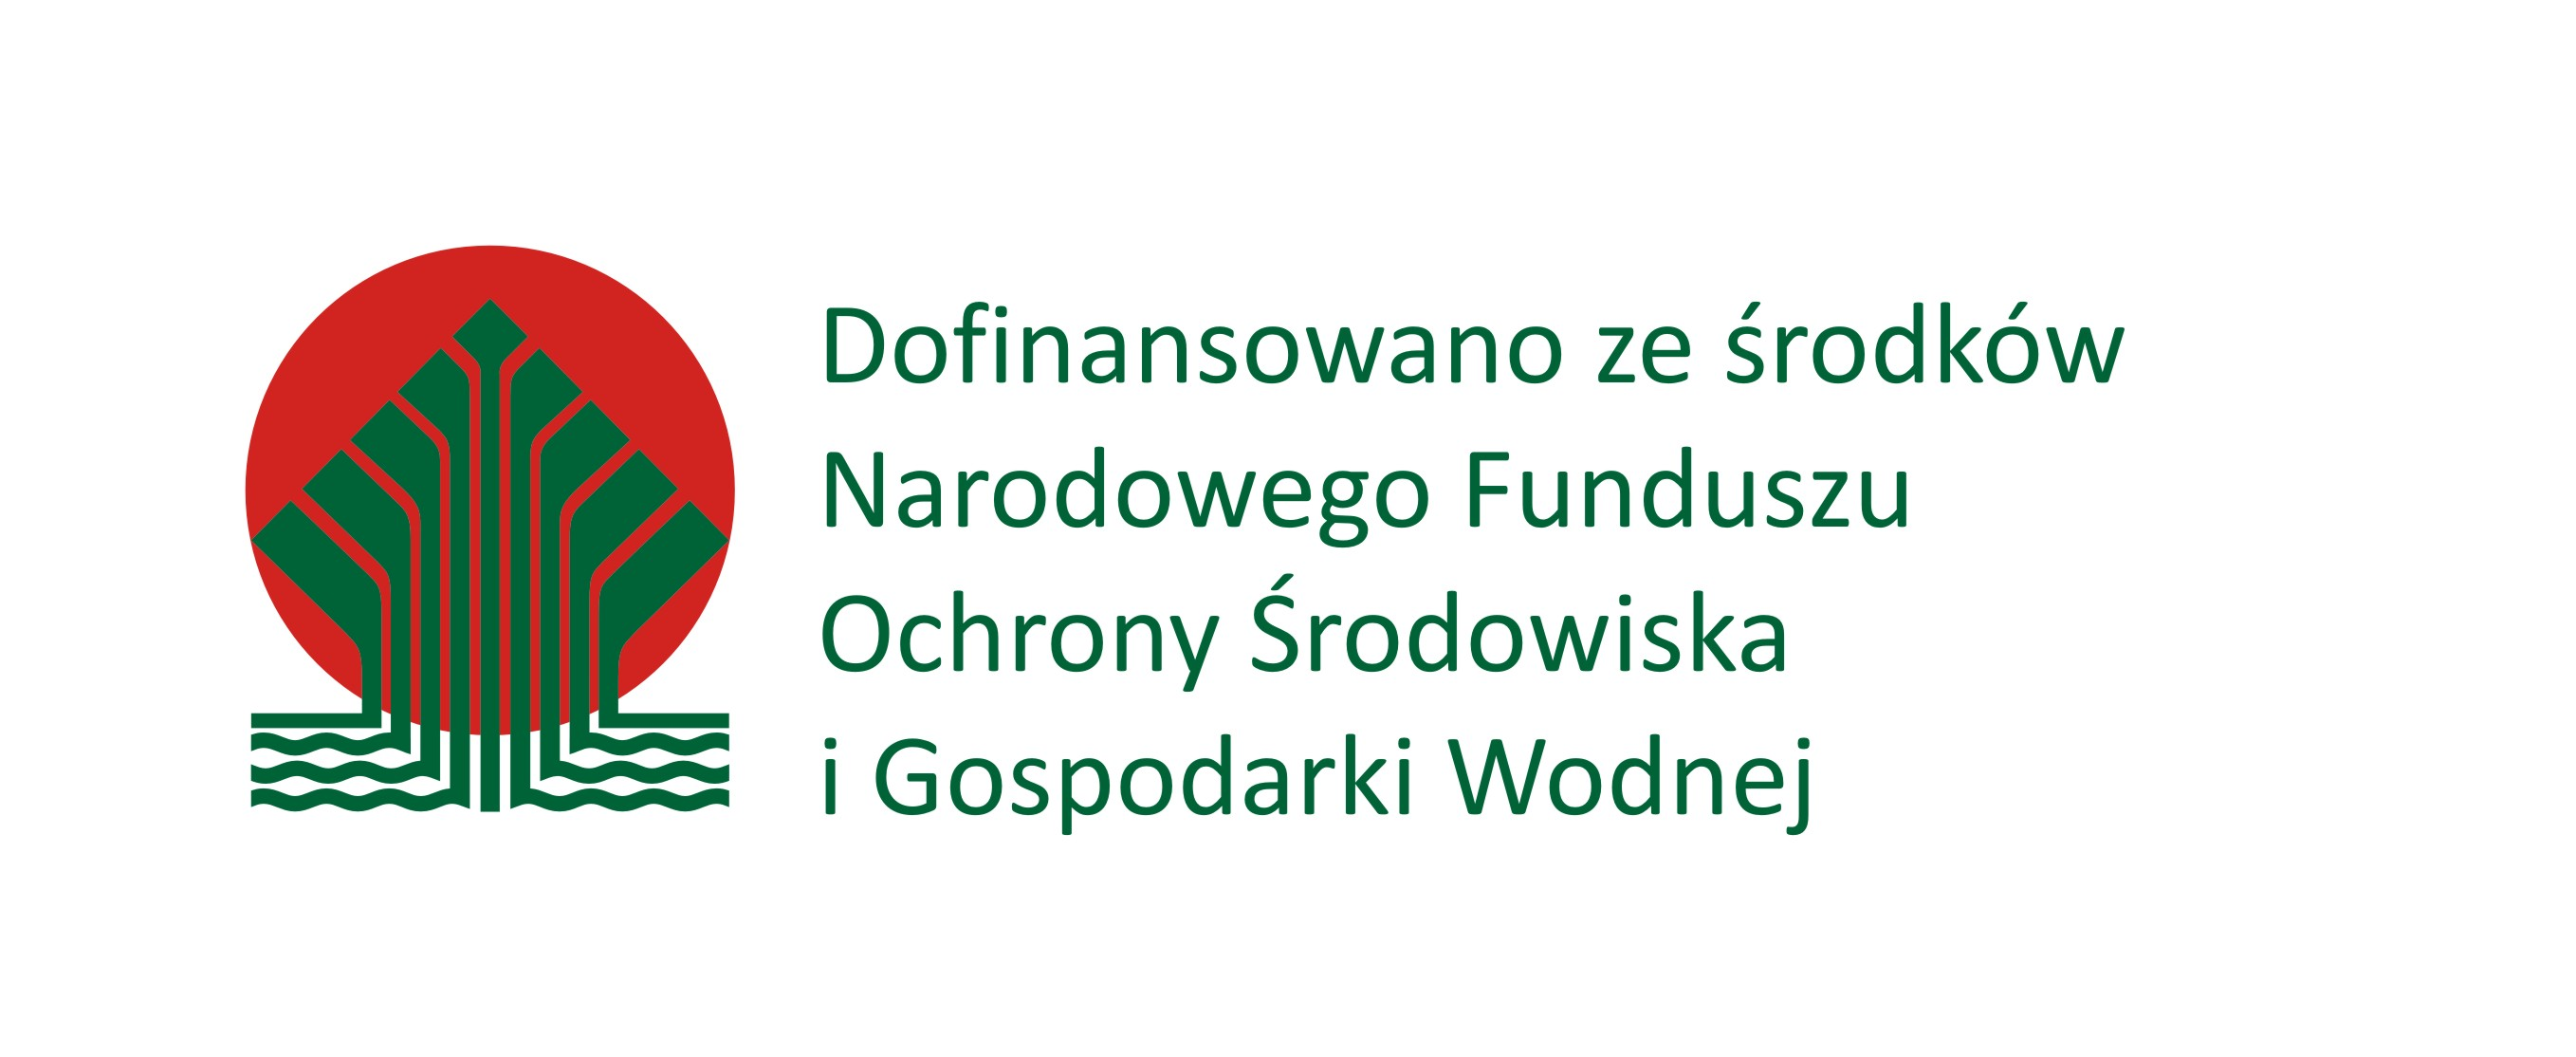 Dofinansowano ze środków
Narodowego Funduszu
Ochrony Środowiska
i Gospodarki Wodnej